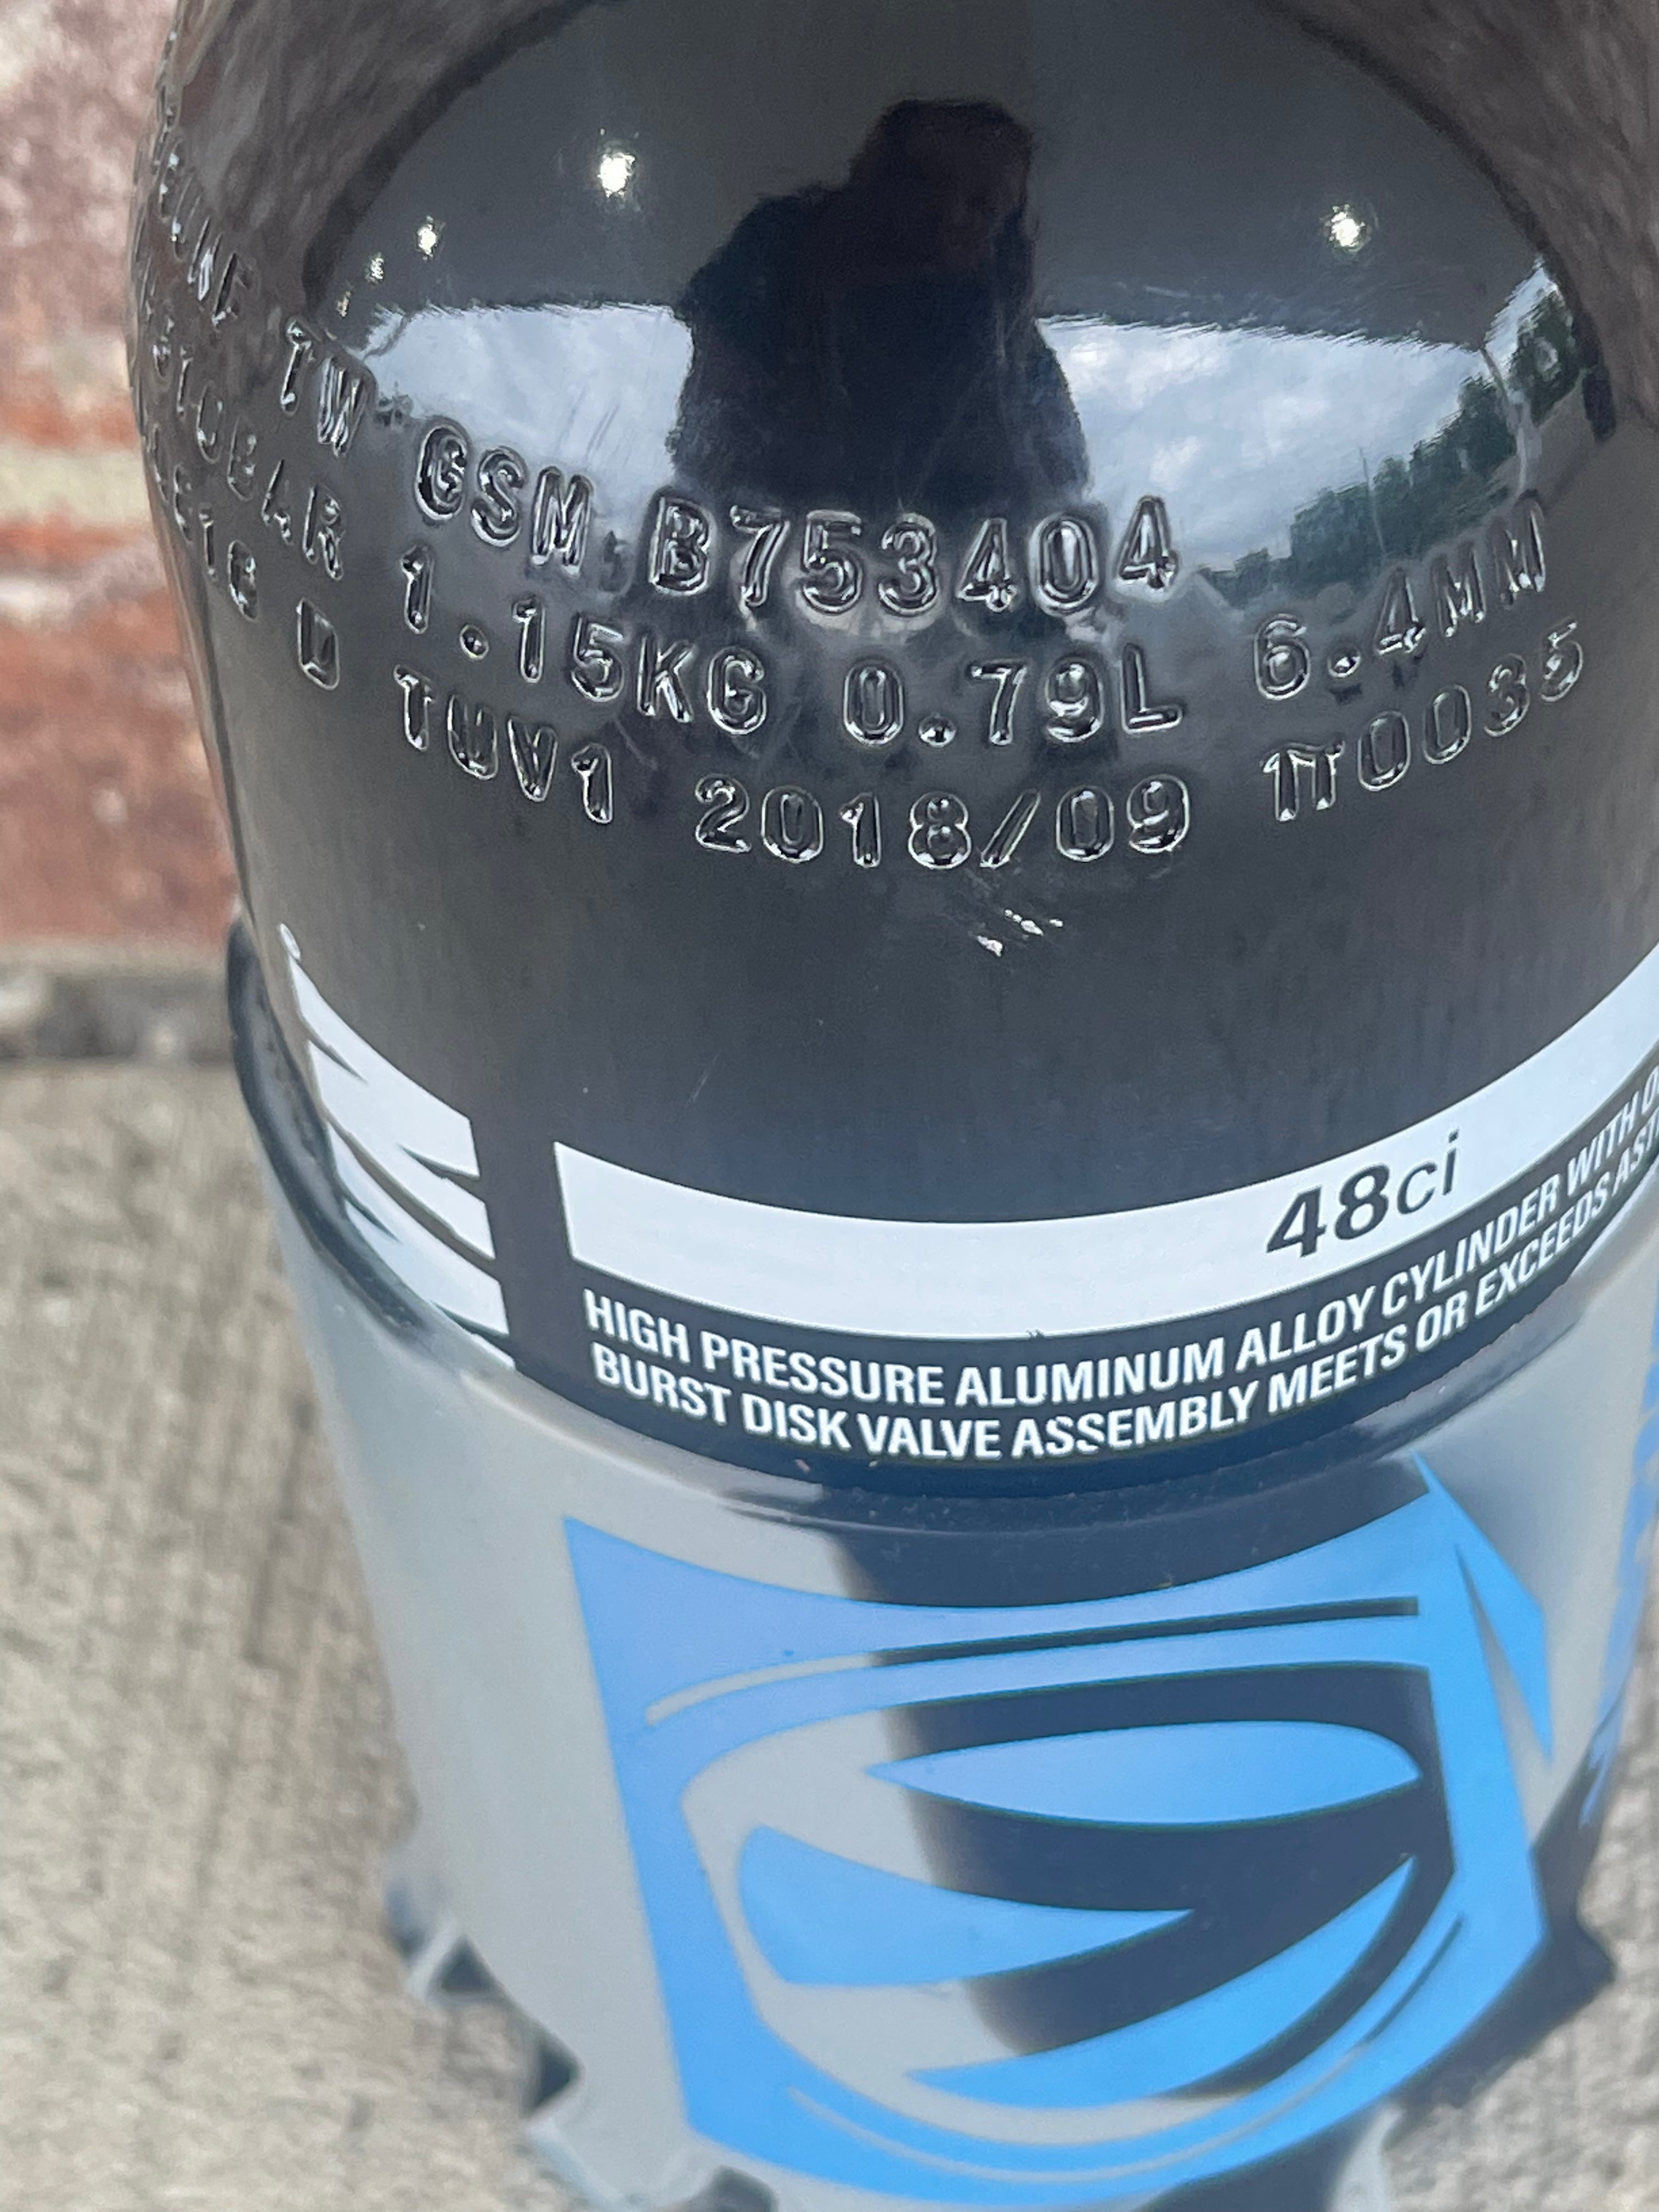 TW GSM B753404
1.15KG 0.79L 6.4MM
D TUV1 2018/09 IT0035
48ci
HIGH PRESSURE ALUMINUM ALLOY CYLINDER WITH
BURST DISK VALVE ASSEMBLY MEETS OR EXCEEDS